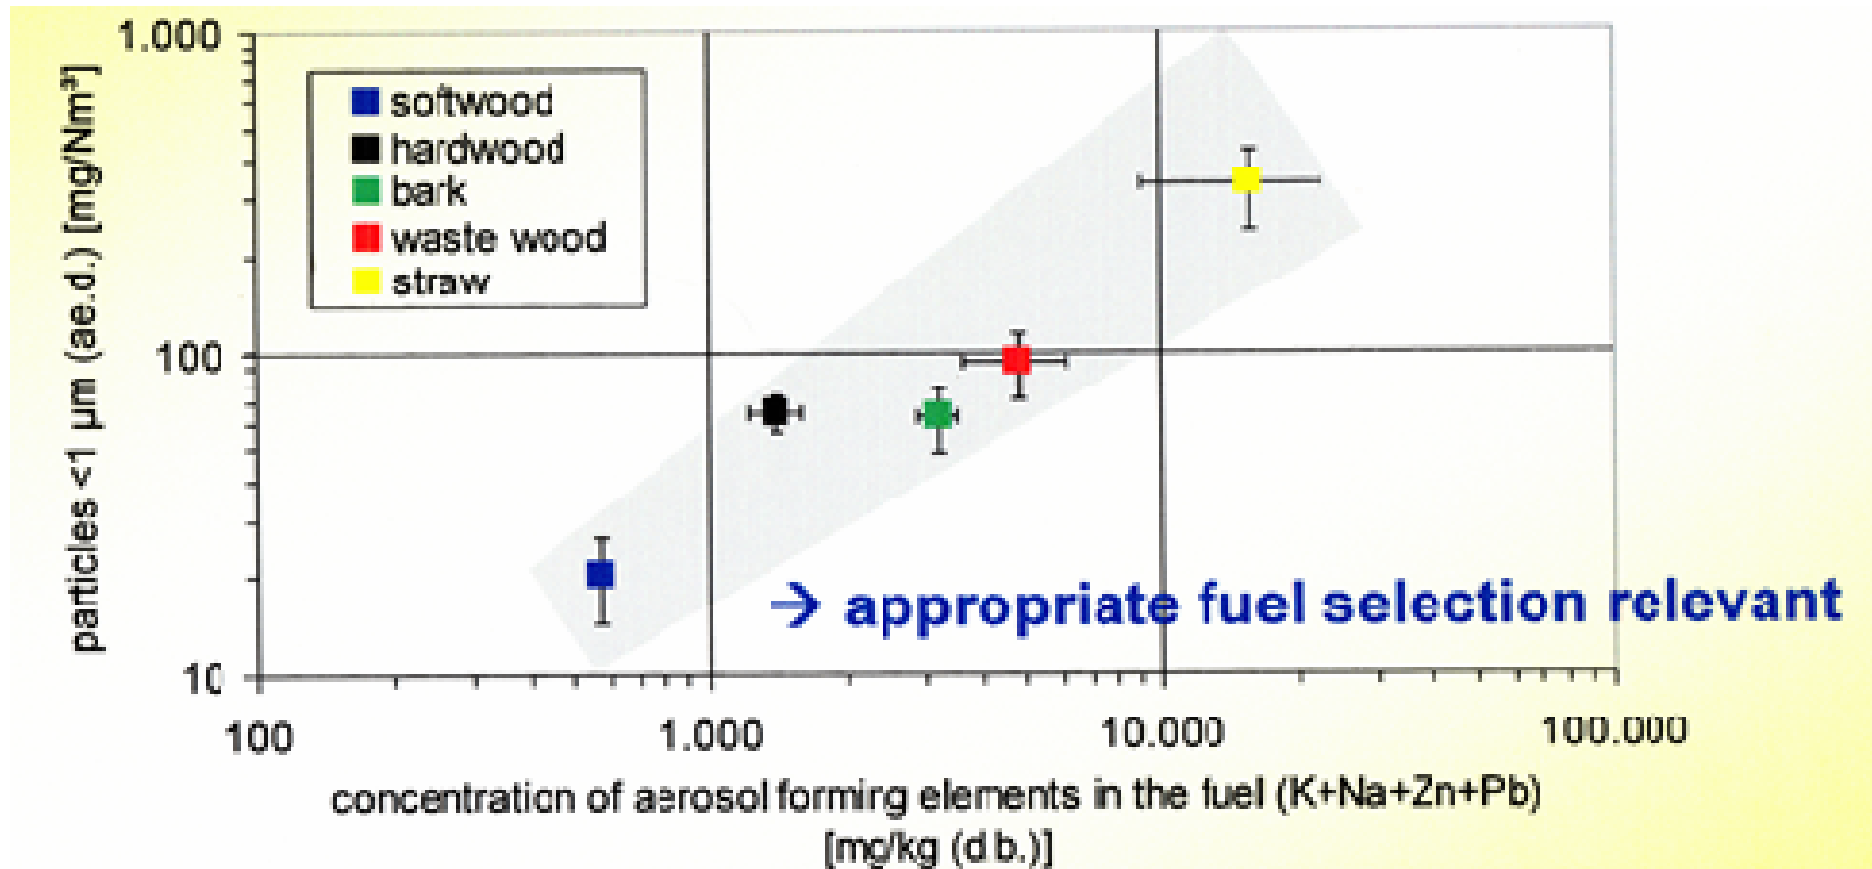 1.000
particles <1 µm (ae.d.) [mg/Nm³]
softwood
hardwood
bark
waste wood
straw
100
→ appropriate fuel selection relevant
10
100
1.000
10.000
100.000
concentration of aerosol forming elements in the fuel (K+Na+Zn+Pb)
[mg/kg (d.b.)]